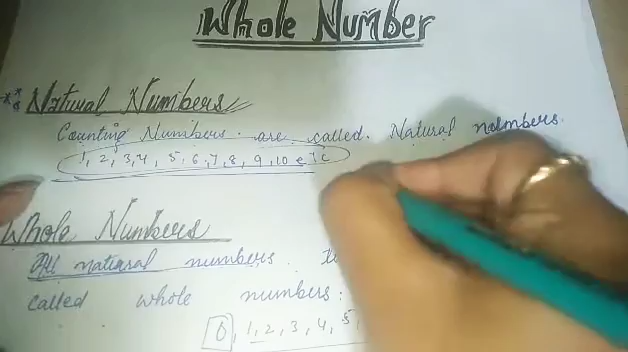 Whole Number
Natural Numbers
Counting Numbers are called Natural numbers.
1, 2, 3, 4, 5, 6, 7, 8, 9, 10 etc
Whole Numbers
All natural numbers
called whole numbers:
0, 1, 2, 3, 4, 5,